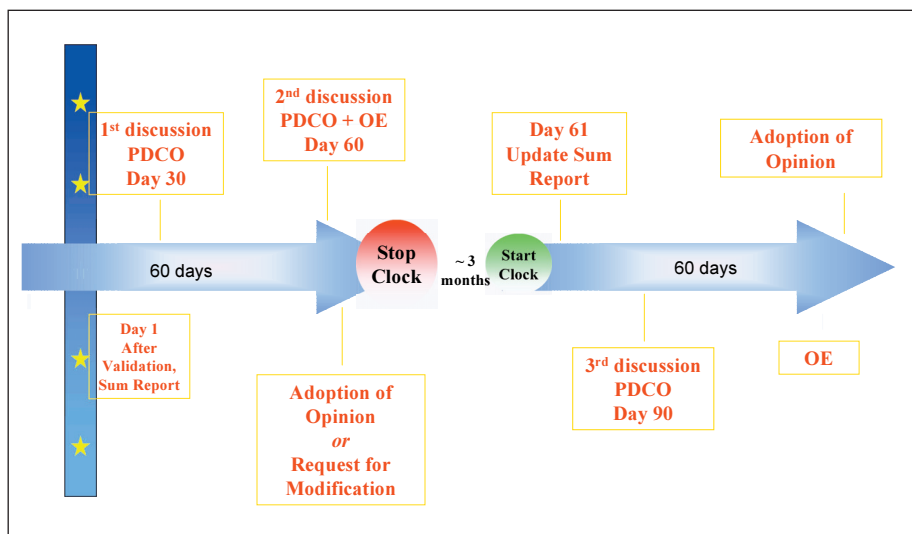 1st discussion
PDCO
Day 30
2nd discussion
PDCO + OE
Day 60
Day 61
Update Sum
Report
Adoption of
Opinion
60 days
Stop
Clock
~ 3
months
Start
Clock
60 days
Day 1
After
Validation,
Sum Report
Adoption of
Opinion
or
Request for
Modification
3rd discussion
PDCO
Day 90
OE